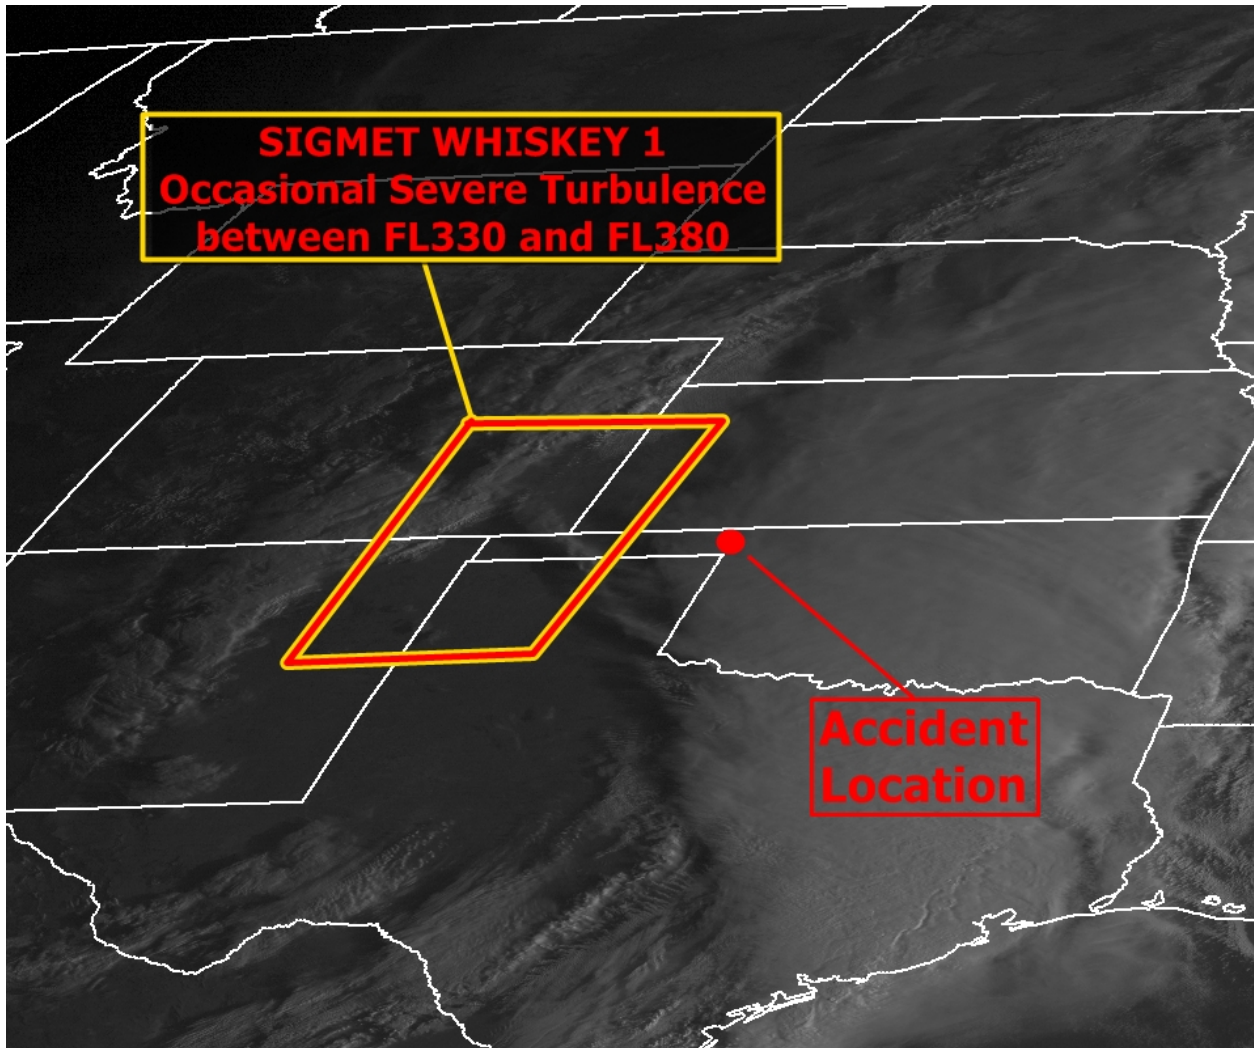 SIGMET WHISKEY 1
Occasional Severe Turbulence
between FL330 and FL380
Accident
Location